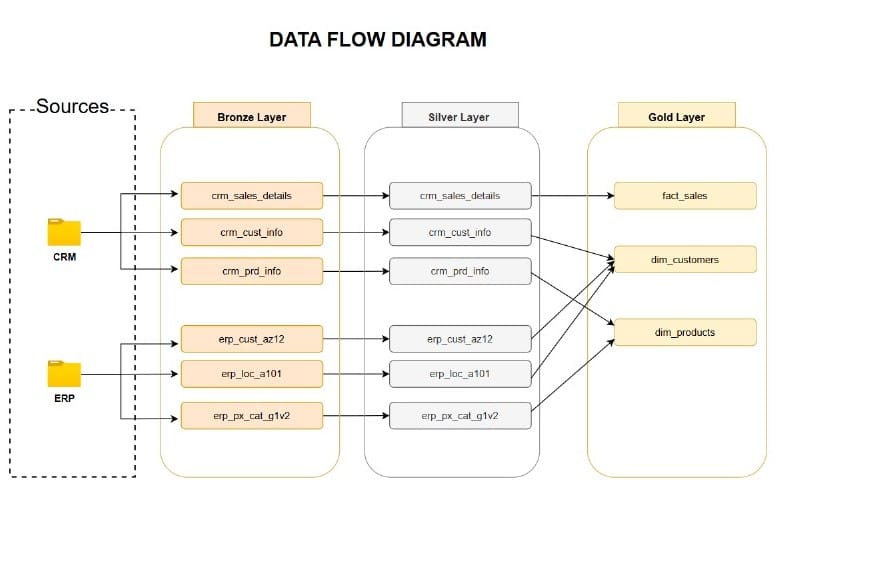 DATA FLOW DIAGRAM
Sources
Bronze Layer
Silver Layer
Gold Layer
crm_sales_details
crm_sales_details
fact_sales
crm_cust_info
crm_cust_info
CRM
dim_customers
crm_prd_info
crm_prd_info
dim_products
erp_cust_az12
erp_cust_az12
erp_loc_a101
erp_loc_a101
ERP
erp_px_cat_g1v2
erp_px_cat_g1v2